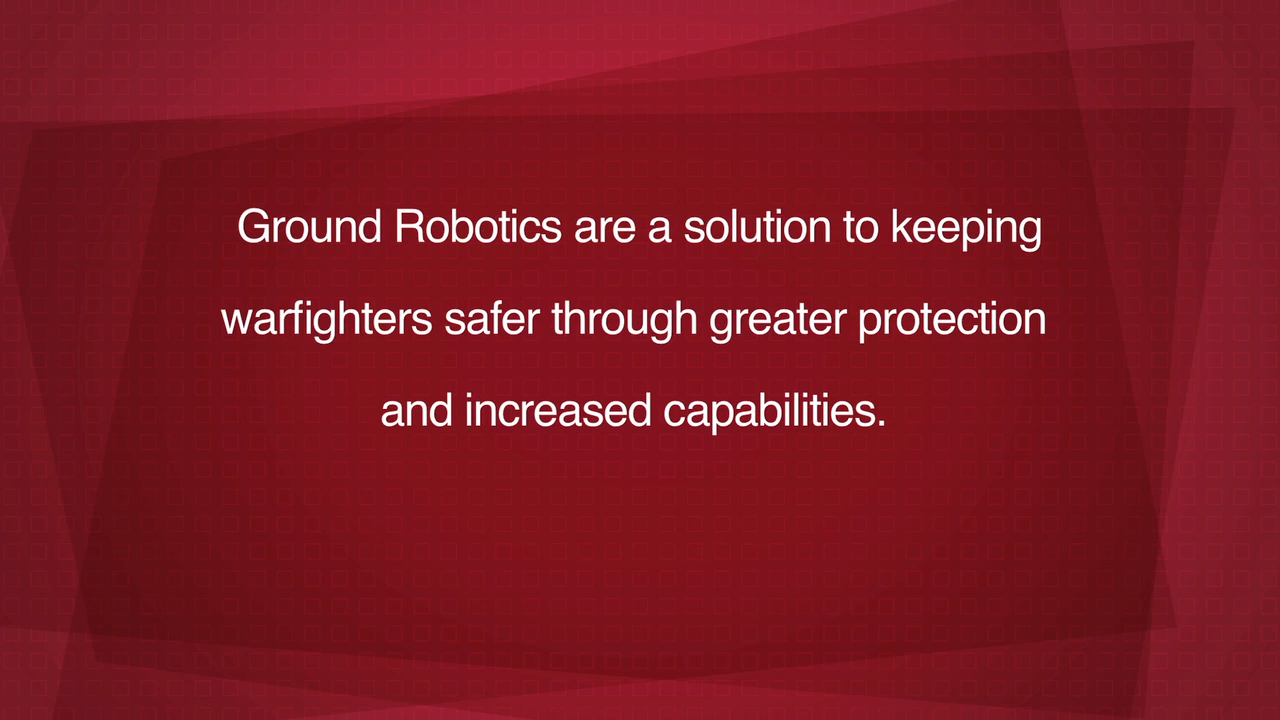 Ground Robotics are a solution to keeping
warfighters safer through greater protection
and increased capabilities.